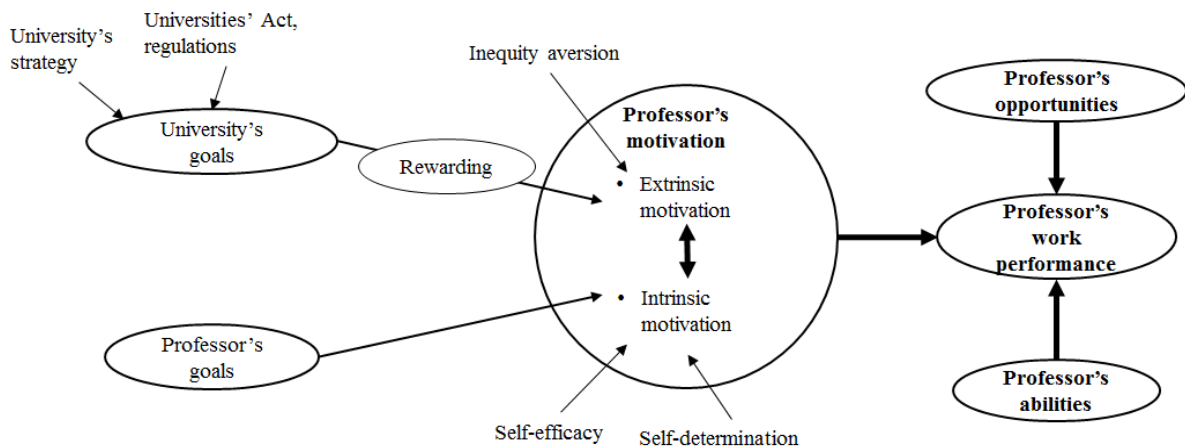 Universities’ Act,
regulations
University’s
strategy
Inequity aversion
University’s
goals
Rewarding
Professor’s
motivation
• Extrinsic
motivation
• Intrinsic
motivation
Professor’s
goals
Self-efficacy
Self-determination
Professor’s
opportunities
Professor’s
work
performance
Professor’s
abilities